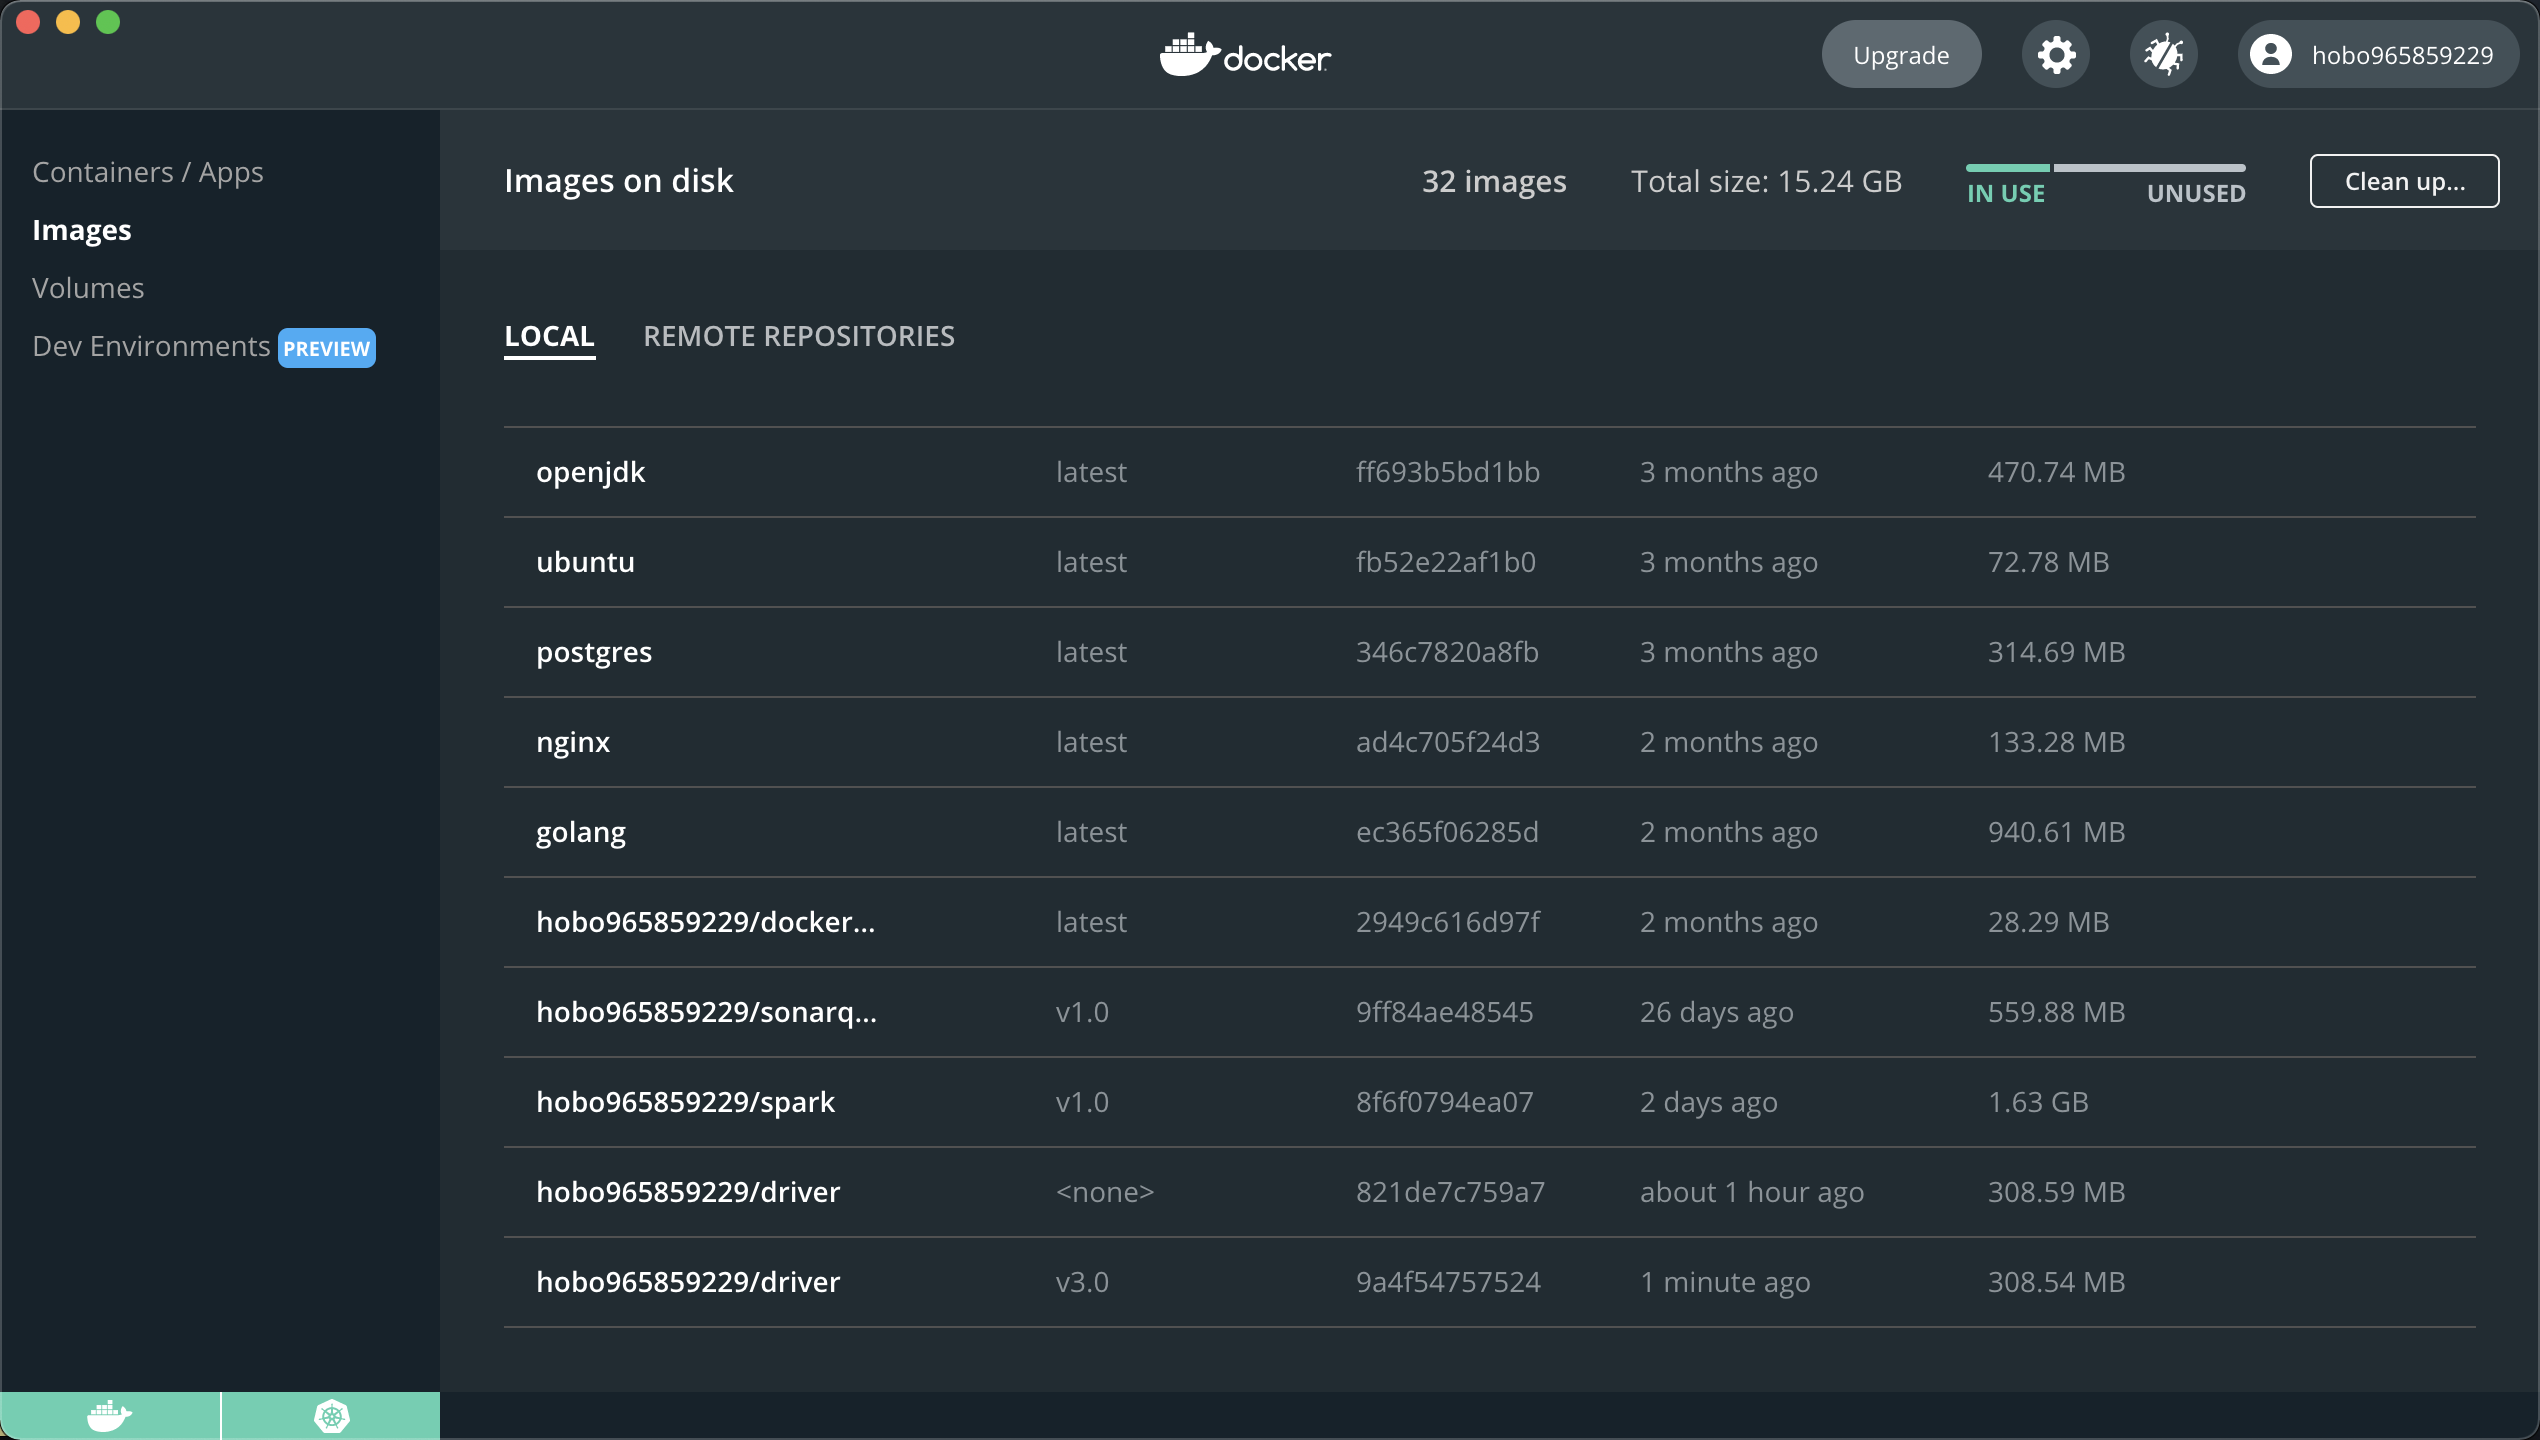 docker
Upgrade
hobo965859229
Containers / Apps
Images
Volumes
Dev Environments PREVIEW
Images on disk
32 images
Total size: 15.24 GB
IN USE
UNUSED
Clean up...
LOCAL
REMOTE REPOSITORIES
openjdk latest ff693b5bd1bb 3 months ago 470.74 MB
ubuntu latest fb52e22af1b0 3 months ago 72.78 MB
postgres latest 346c7820a8fb 3 months ago 314.69 MB
nginx latest ad4c705f24d3 2 months ago 133.28 MB
golang latest ec365f06285d 2 months ago 940.61 MB
hobo965859229/docker... latest 2949c616d97f 2 months ago 28.29 MB
hobo965859229/sonarq... v1.0 9ff84ae48545 26 days ago 559.88 MB
hobo965859229/spark v1.0 8f6f0794ea07 2 days ago 1.63 GB
hobo965859229/driver <none> 821de7c759a7 about 1 hour ago 308.59 MB
hobo965859229/driver v3.0 9a4f54757524 1 minute ago 308.54 MB